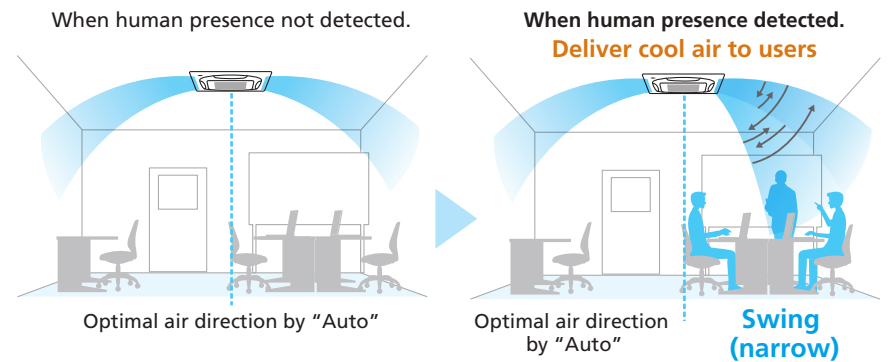 When human presence not detected.
Optimal air direction by “Auto”
When human presence detected.
Deliver cool air to users
Optimal air direction
by “Auto”
Swing
(narrow)